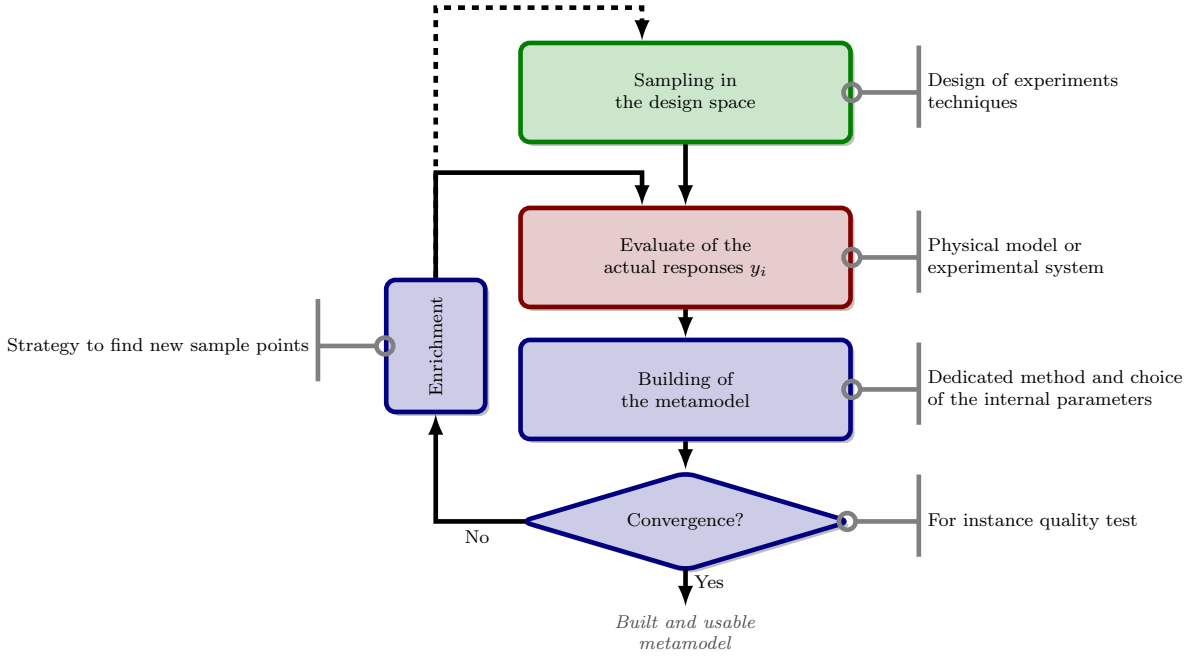 Sampling in
the design space
Design of experiments
techniques
Evaluate of the
actual responses y_i
Physical model or
experimental system
Enrichment
Strategy to find new sample points
Building of
the metamodel
Dedicated method and choice
of the internal parameters
Convergence?
For instance quality test
No
Yes
Built and usable
metamodel